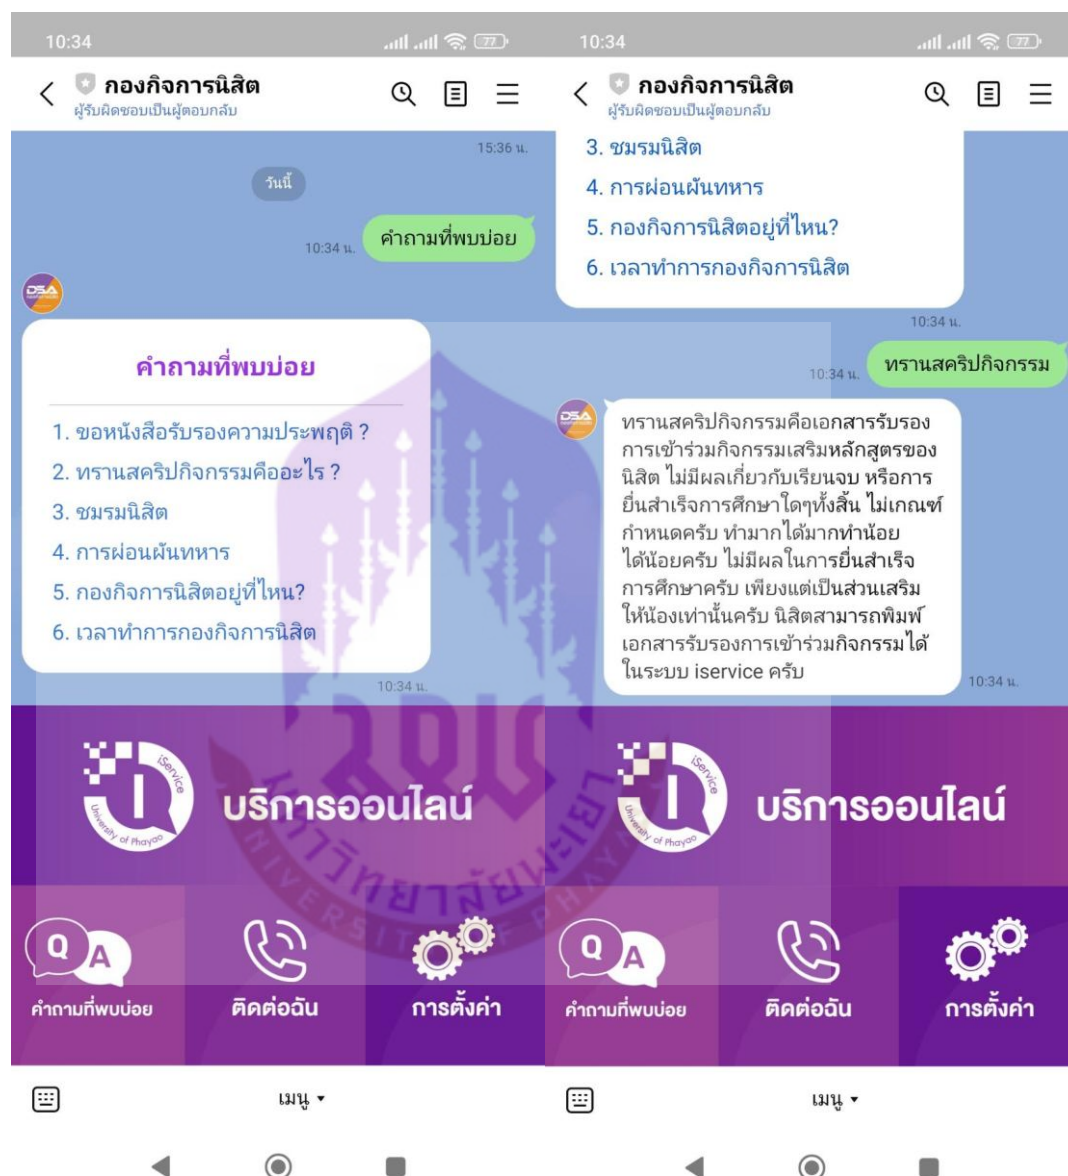 10:34
77
กองกิจการนิสิต
ผู้รับผิดชอบเป็นผู้ตอบกลับ
15:36 น.
วันนี้
คำถามที่พบบ่อย
10:34 น.
DSA
คำถามที่พบบ่อย
1. ขอหนังสือรับรองความประพฤติ ?
2. ทรานสคริปกิจกรรมคืออะไร ?
3. ชมรมนิสิต
4. การผ่อนผันทหาร
5. กองกิจการนิสิตอยู่ที่ไหน?
6. เวลาทำการกองกิจการนิสิต
10:34 น.
iService
University of Phayao
บริการออนไลน์
Q A
คำถามที่พบบ่อย
ติดต่อฉัน
การตั้งค่า
เมนู
10:34
77
กองกิจการนิสิต
ผู้รับผิดชอบเป็นผู้ตอบกลับ
3. ชมรมนิสิต
4. การผ่อนผันทหาร
5. กองกิจการนิสิตอยู่ที่ไหน?
6. เวลาทำการกองกิจการนิสิต
10:34 น.
ทรานสคริปกิจกรรม
10:34 น.
DSA
ทรานสคริปกิจกรรมคือเอกสารรับรอง
การเข้าร่วมกิจกรรมเสริมหลักสูตรของ
นิสิต ไม่มีผลเกี่ยวกับเรียนจบ หรือการ
ยื่นสำเร็จการศึกษาใดๆทั้งสิ้น ไม่เกณฑ์
กำหนดครับ ทำมากได้มากทำน้อย
ได้น้อยครับ ไม่มีผลในการยื่นสำเร็จ
การศึกษาครับ เพียงแต่เป็นส่วนเสริม
ให้น้องเท่านั้นครับ นิสิตสามารถพิมพ์
เอกสารรับรองการเข้าร่วมกิจกรรมได้
ในระบบ iservice ครับ
10:34 น.
iService
University of Phayao
บริการออนไลน์
Q A
คำถามที่พบบ่อย
ติดต่อฉัน
การตั้งค่า
เมนู
มหาวิทยาลัยพะเยา
UNIVERSITY OF PHAYAO